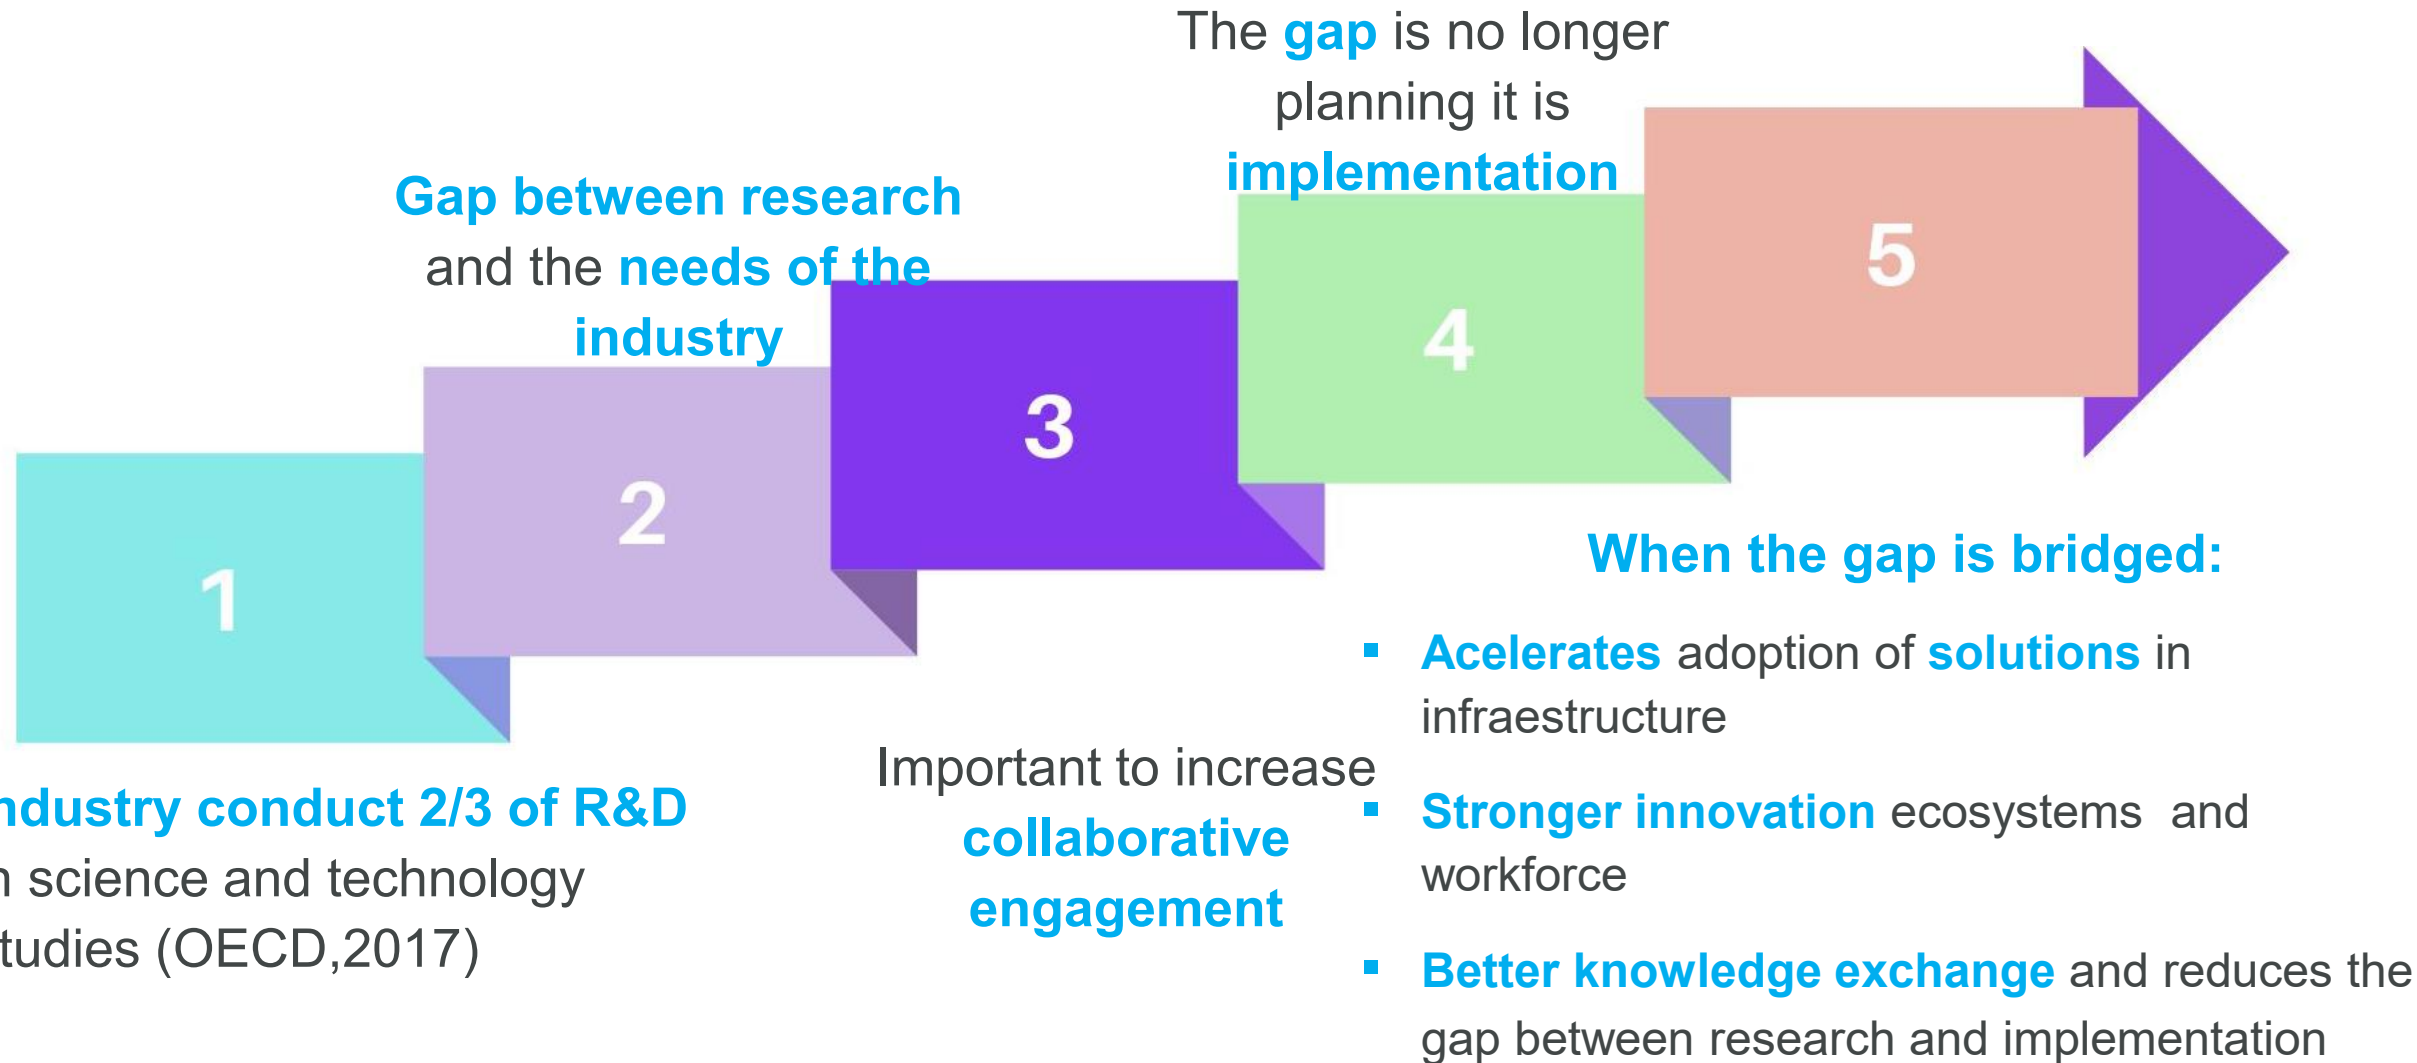 The gap is no longer
planning it is
implementation
Gap between research
and the needs of the
industry
5
4
3
2
1
When the gap is bridged:
▪ Acelerates adoption of solutions in
infraestructure
▪ Stronger innovation ecosystems and
workforce
▪ Better knowledge exchange and reduces the
gap between research and implementation
Important to increase
collaborative
engagement
ndustry conduct 2/3 of R&D
science and technology
tudies (OECD,2017)